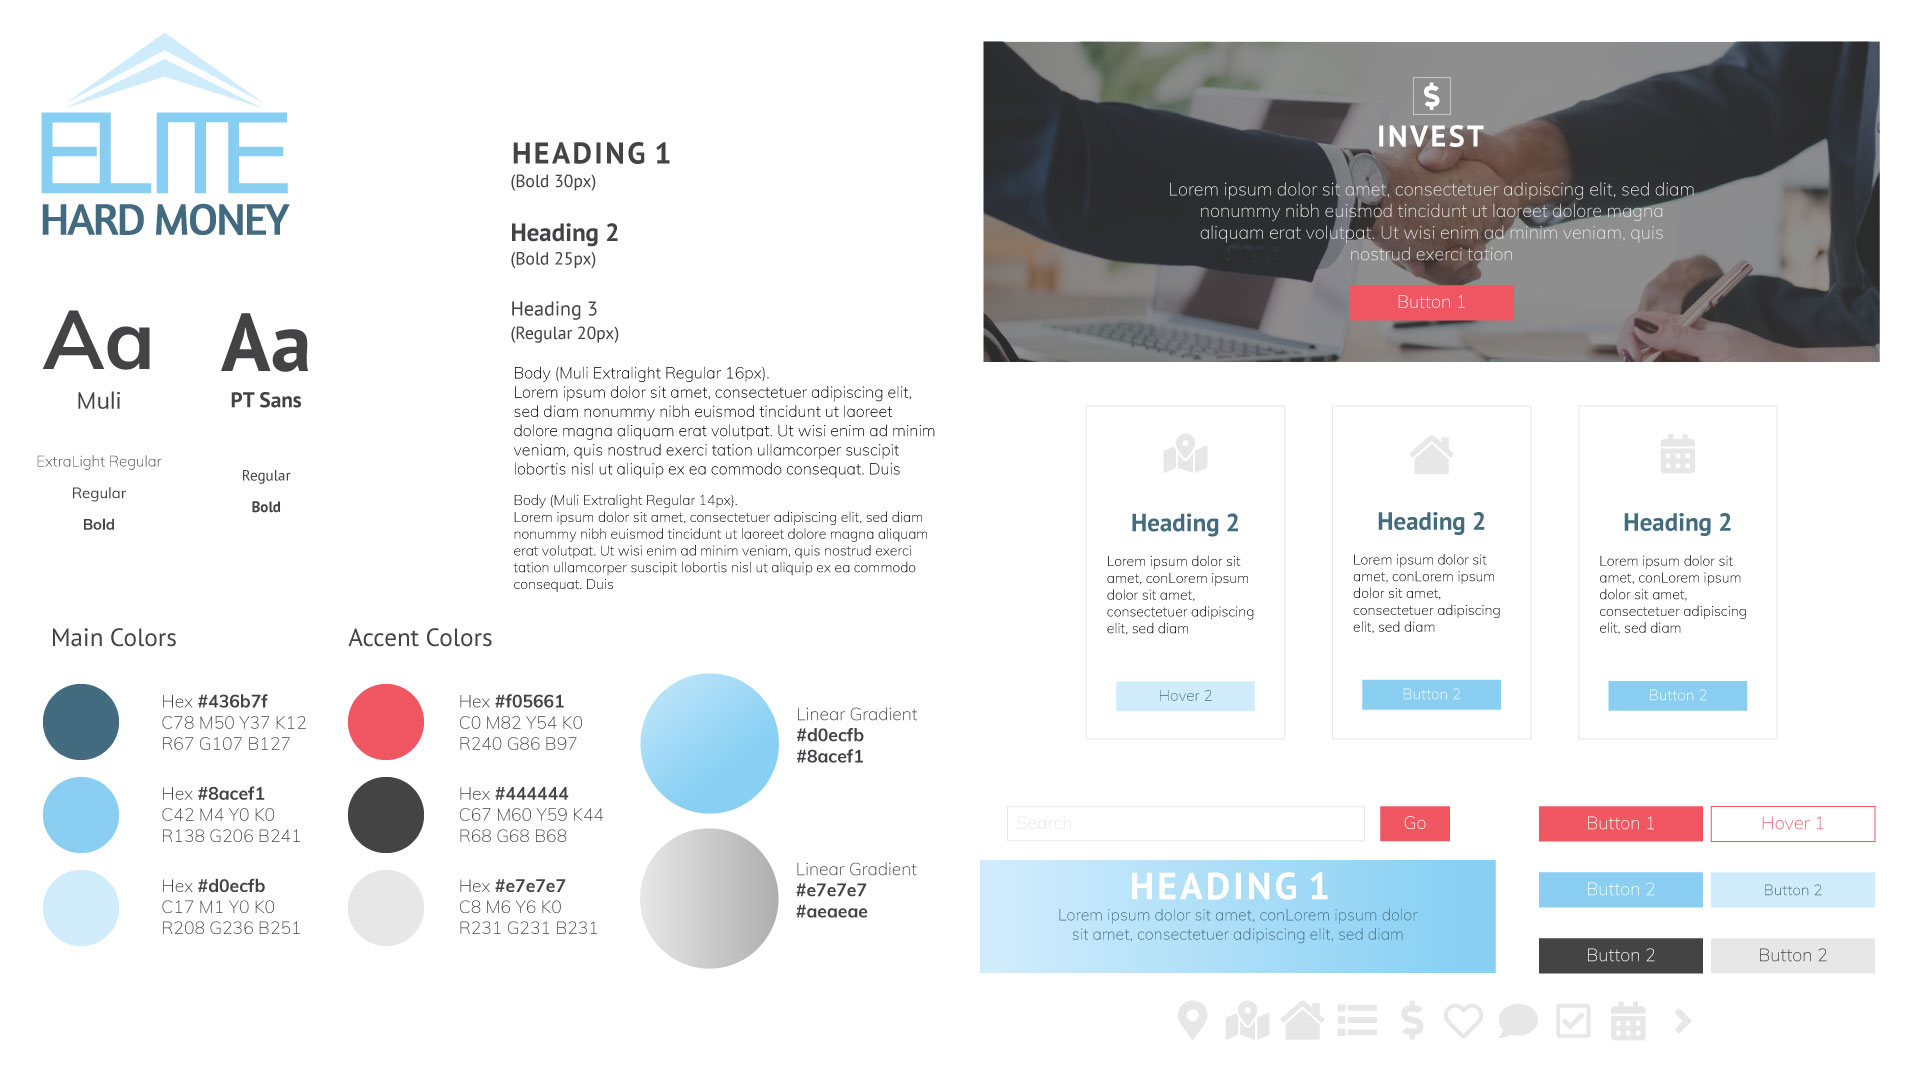 ELITE
HARD MONEY
Aa
Muli
ExtraLight Regular
Regular
Bold
Aa
PT Sans
Regular
Bold
HEADING 1
(Bold 30px)
Heading 2
(Bold 25px)
Heading 3
(Regular 20px)
Body (Muli Extralight Regular 16px).
Lorem ipsum dolor sit amet, consectetuer adipiscing elit,
sed diam nonummy nibh euismod tincidunt ut laoreet
dolore magna aliquam erat volutpat. Ut wisi enim ad minim
veniam, quis nostrud exerci tation ullamcorper suscipit
lobortis nisl ut aliquip ex ea commodo consequat. Duis
Body (Muli Extralight Regular 14px).
Lorem ipsum dolor sit amet, consectetuer adipiscing elit, sed diam
nonummy nibh euismod tincidunt ut laoreet dolore magna aliquam
erat volutpat. Ut wisi enim ad minim veniam, quis nostrud exerci
tation ullamcorper suscipit lobortis nisl ut aliquip ex ea commodo
consequat. Duis
Main Colors
Hex #436b7f
C78 M50 Y37 K12
R67 G107 B127
Hex #8acef1
C42 M4 Y0 K0
R138 G206 B241
Hex #d0ecfb
C17 M1 Y0 K0
R208 G236 B251
Accent Colors
Hex #f05661
C0 M82 Y54 K0
R240 G86 B97
Hex #444444
C67 M60 Y59 K44
R68 G68 B68
Hex #e7e7e7
C8 M6 Y6 K0
R231 G231 B231
Linear Gradient
#d0ecfb
#8acef1
Linear Gradient
#e7e7e7
#aeaeae
$
INVEST
Lorem ipsum dolor sit amet, consectetuer adipiscing elit, sed diam
nonummy nibh euismod tincidunt ut laoreet dolore magna
aliquam erat volutpat. Ut wisi enim ad minim veniam, quis
nostrud exerci tation
Button 1
Heading 2
Lorem ipsum dolor sit
amet, conLorem ipsum
dolor sit amet,
consectetuer adipiscing
elit, sed diam
Hover 2
Heading 2
Lorem ipsum dolor sit
amet, conLorem ipsum
dolor sit amet,
consectetuer adipiscing
elit, sed diam
Button 2
Heading 2
Lorem ipsum dolor sit
amet, conLorem ipsum
dolor sit amet,
consectetuer adipiscing
elit, sed diam
Button 2
Search
Go
HEADING 1
Lorem ipsum dolor sit amet, conLorem ipsum dolor
sit amet, consectetuer adipiscing elit, sed diam
Button 1
Hover 1
Button 2
Button 2
Button 2
Button 2
$